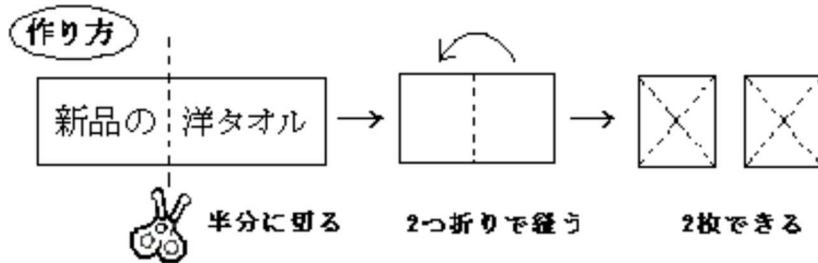 作り方
新品の洋タオル
半分に切る
2つ折りで縫う
2枚できる